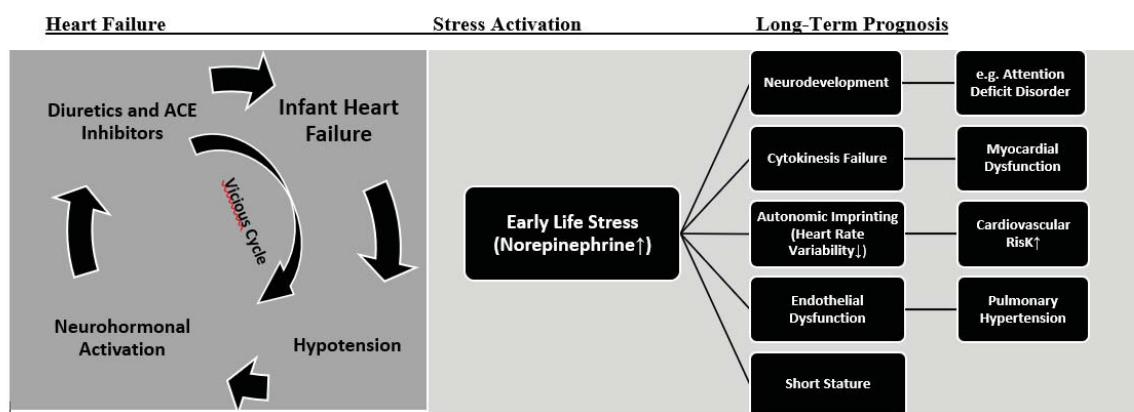 Heart Failure
Stress Activation
Long-Term Prognosis
Diuretics and ACE
Inhibitors
Infant Heart
Failure
Vicious Cycle
Neurohormonal
Activation
Hypotension
Early Life Stress
(Norepinephrine↑)
Neurodevelopment
e.g. Attention
Deficit Disorder
Cytokinesis Failure
Myocardial
Dysfunction
Autonomic Imprinting
(Heart Rate
Variability↓)
Cardiovascular
RisK↑
Endothelial
Dysfunction
Pulmonary
Hypertension
Short Stature